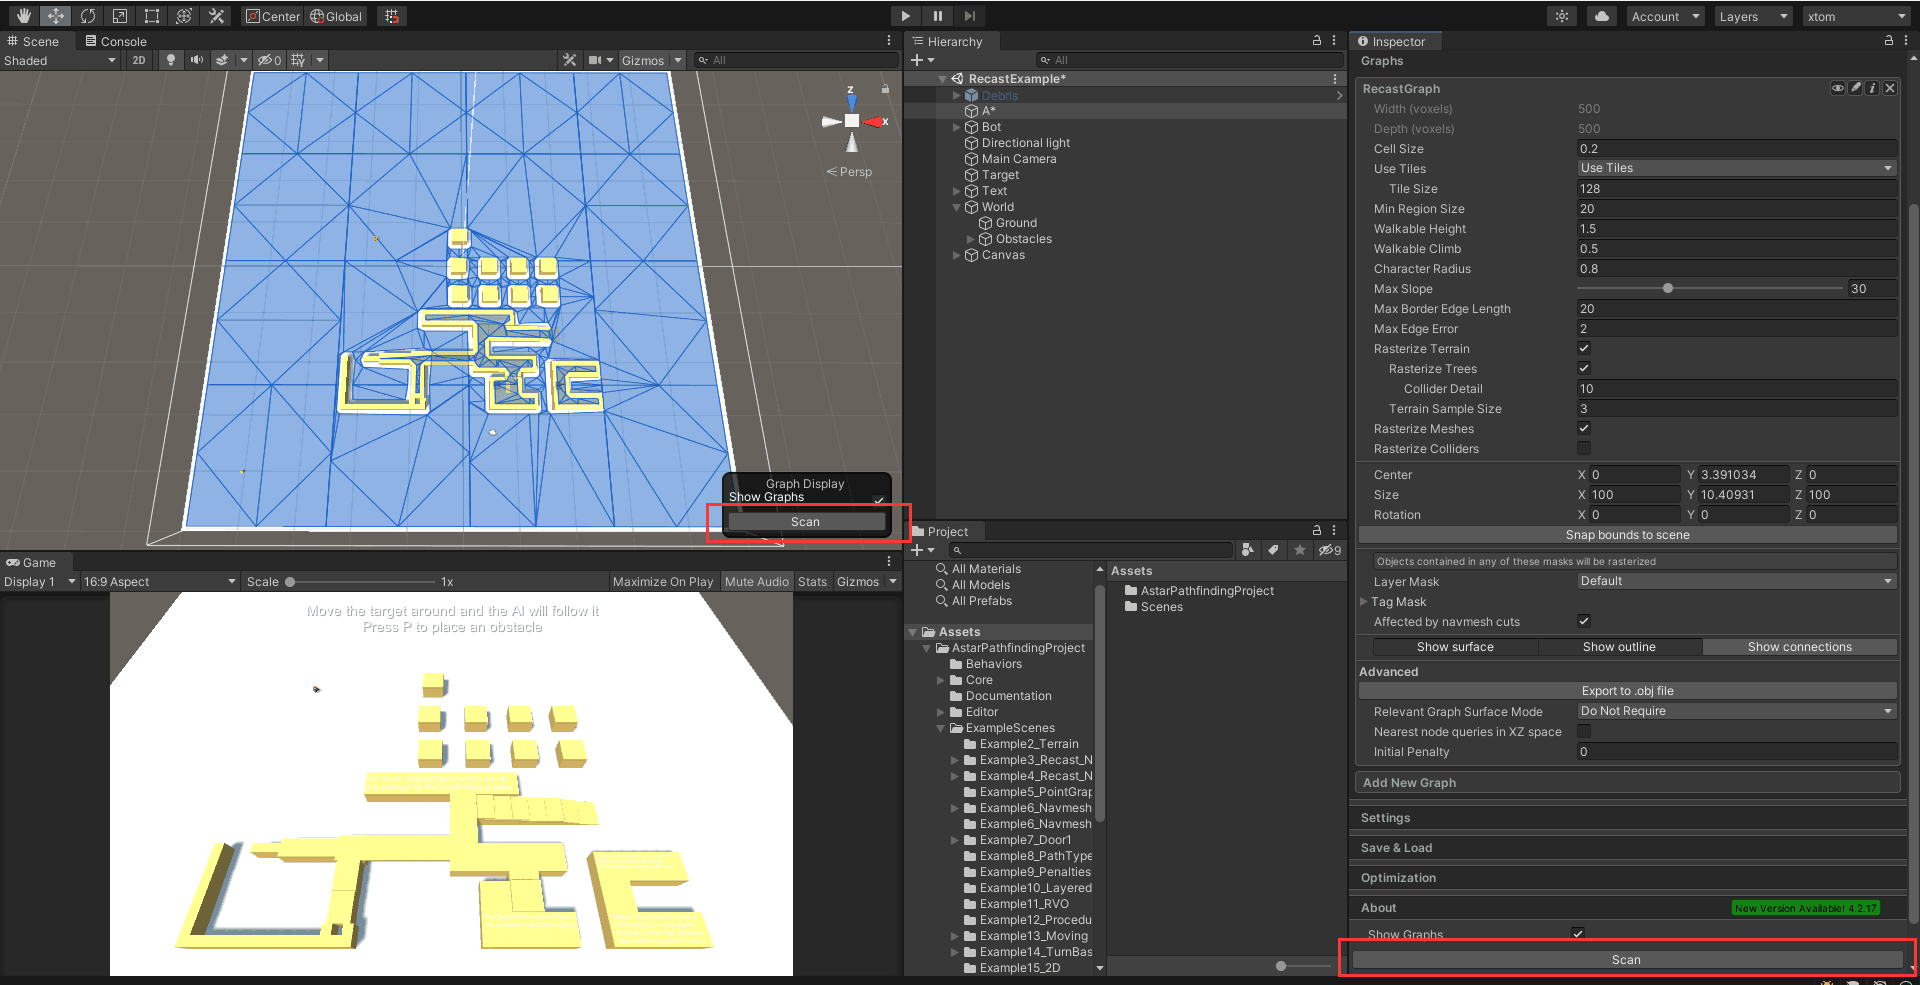 Center
Global
Account
Layers
xtom
Scene
Console
Shaded
2D
0
Gizmos
All
z
x
Persp
Graph Display
Show Graphs
Scan
Game
Display 1
16:9 Aspect
Scale
1x
Maximize On Play
Mute Audio
Stats
Gizmos
Move the target around and the AI will follow it
Press P to place an obstacle
Hierarchy
All
RecastExample*
Debris
A*
Bot
Directional light
Main Camera
Target
Text
World
Ground
Obstacles
Canvas
Project
9
All Materials
All Models
All Prefabs
Assets
AstarPathfindingProject
Behaviors
Core
Documentation
Editor
ExampleScenes
Example2_Terrain
Example3_Recast_N
Example4_Recast_N
Example5_PointGrap
Example6_Navmesh
Example6_Navmesh
Example7_Door1
Example8_PathType
Example9_Penalties
Example10_Layered
Example11_RVO
Example12_Procedu
Example13_Moving
Example14_TurnBas
Example15_2D
Assets
AstarPathfindingProject
Scenes
Inspector
Graphs
RecastGraph
Width (voxels) 500
Depth (voxels) 500
Cell Size 0.2
Use Tiles Use Tiles
Tile Size 128
Min Region Size 20
Walkable Height 1.5
Walkable Climb 0.5
Character Radius 0.8
Max Slope 30
Max Border Edge Length 20
Max Edge Error 2
Rasterize Terrain
Rasterize Trees
Collider Detail 10
Terrain Sample Size 3
Rasterize Meshes
Rasterize Colliders
Center X 0 Y 3.391034 Z 0
Size X 100 Y 10.40931 Z 100
Rotation X 0 Y 0 Z 0
Snap bounds to scene
Objects contained in any of these masks will be rasterized
Layer Mask Default
Tag Mask
Affected by navmesh cuts
Show surface Show outline Show connections
Advanced
Export to .obj file
Relevant Graph Surface Mode Do Not Require
Nearest node queries in XZ space
Initial Penalty 0
Add New Graph
Settings
Save & Load
Optimization
About
New Version Available! 4.2.17
Show Graphs
Scan